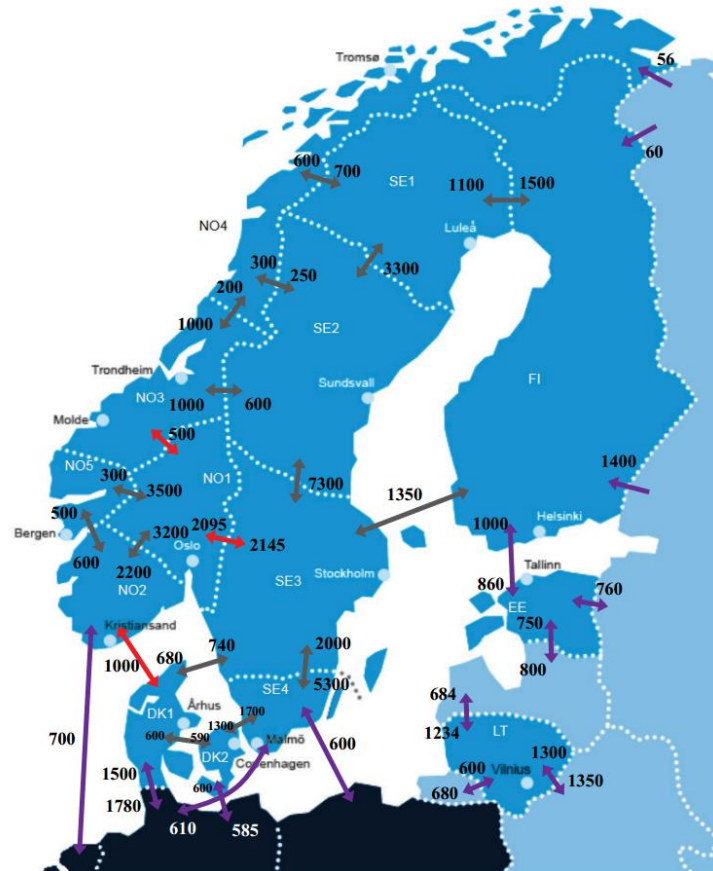 Tromsø
56
60
600
700
SE1
1100
1500
NO4
Luleå
300
250
3300
200
1000
SE2
Trondheim
FI
Sundsvall
NO3
1000
600
Molde
500
1400
NO5
NO1
7300
300
3500
1350
500
2095
1000
Helsinki
Bergen
3200
Oslo
2145
Tallinn
600
2200
SE3
Stockholm
860
EE
760
NO2
750
Kristiansand
740
2000
800
1000
680
SE4
5300
684
Århus
1700
DK1
1300
LT
700
600
590
Malmö
600
1234
1300
DK2
Copenhagen
600
Vilnius
1500
600
680
1350
1780
610
585